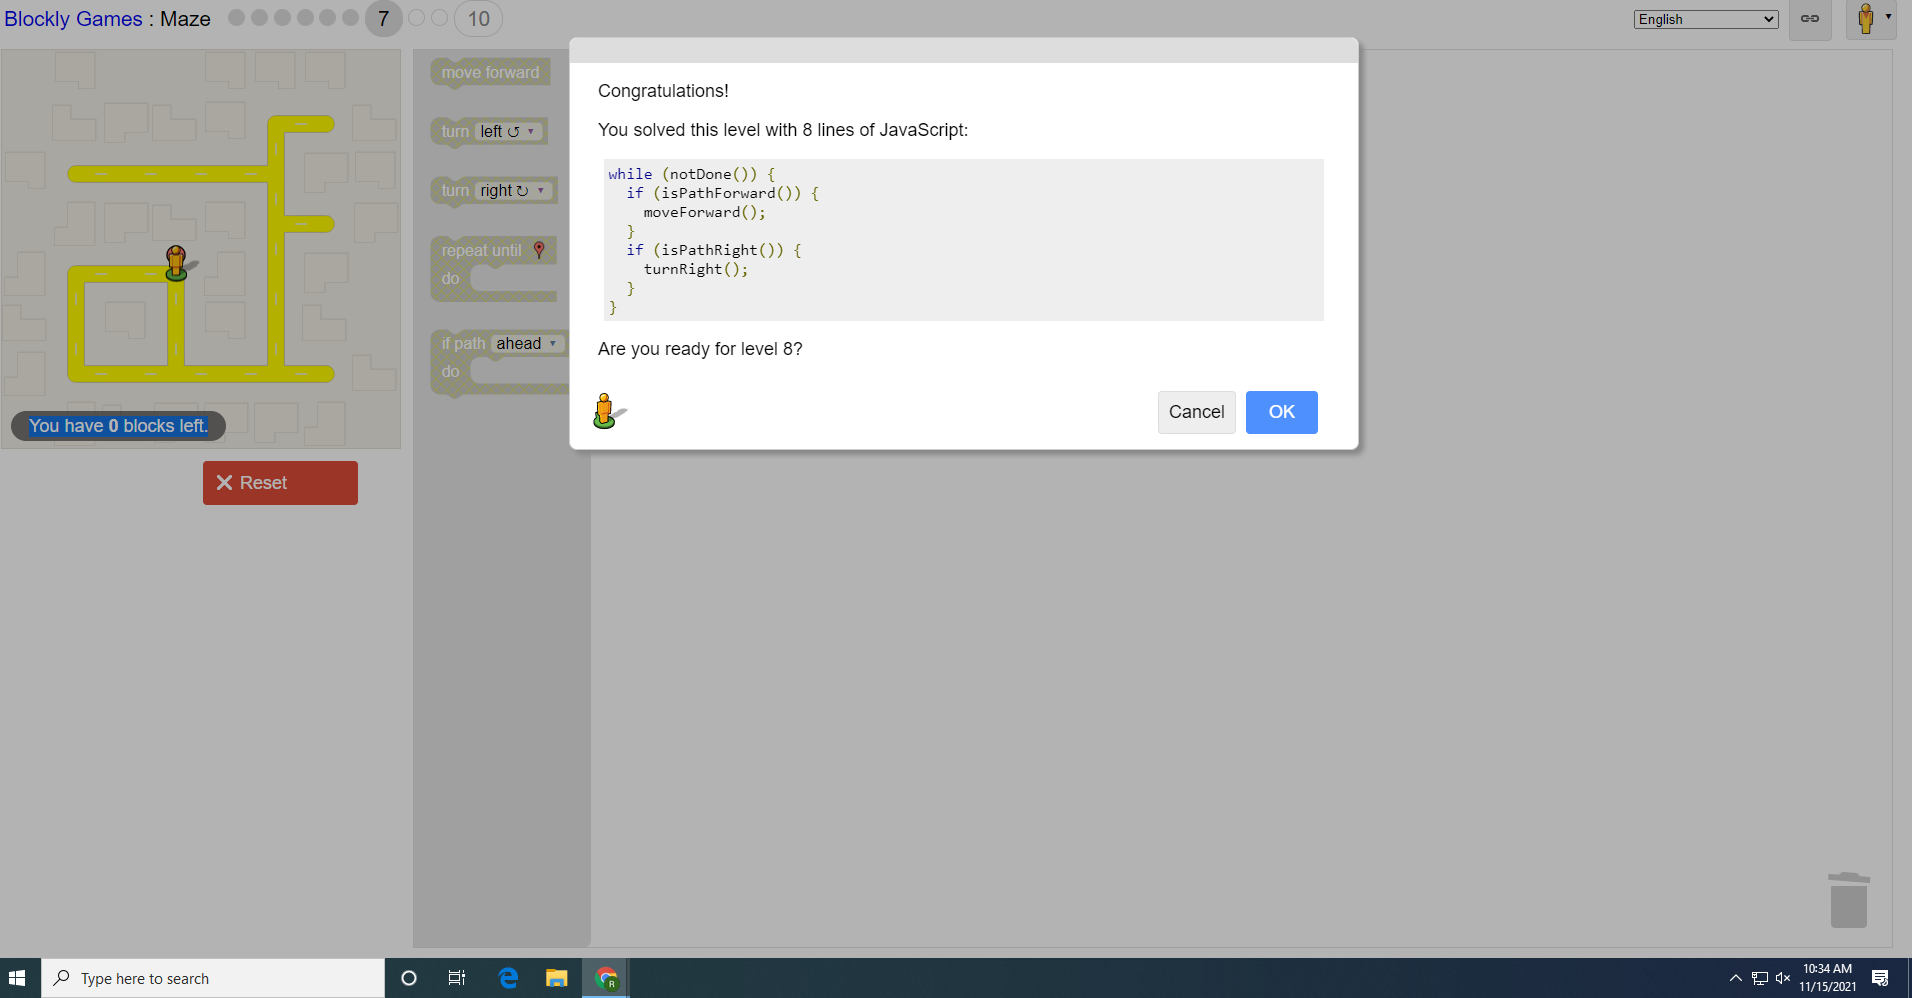 Blockly Games : Maze 7 10
English
move forward
turn left ↺ ▾
turn right ↻ ▾
repeat until
do
if path ahead ▾
do
You have 0 blocks left.
Reset
Congratulations!
You solved this level with 8 lines of JavaScript:
while (notDone()) {
  if (isPathForward()) {
    moveForward();
  }
  if (isPathRight()) {
    turnRight();
  }
}
Are you ready for level 8?
Cancel OK
Type here to search
R
10:34 AM
11/15/2021